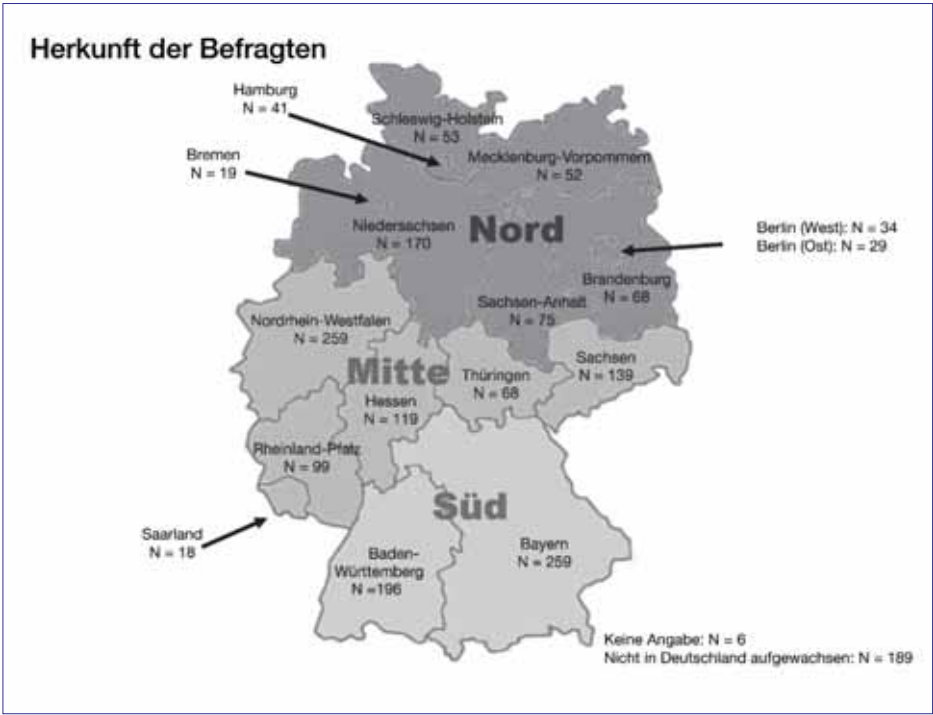 Herkunft der Befragten
Hamburg
N = 41
Schleswig-Holstein
N = 53
Mecklenburg-Vorpommern
N = 52
Bremen
N = 19
Niedersachsen
N = 170
Nord
Berlin (West): N = 34
Berlin (Ost): N = 29
Brandenburg
N = 68
Sachsen-Anhalt
N = 75
Nordrhein-Westfalen
N = 259
Mitte
Hessen
N = 119
Thüringen
N = 68
Sachsen
N = 139
Rheinland-Pfalz
N = 99
Saarland
N = 18
Süd
Baden-
Württemberg
N =196
Bayern
N = 259
Keine Angabe: N = 6
Nicht in Deutschland aufgewachsen: N = 189